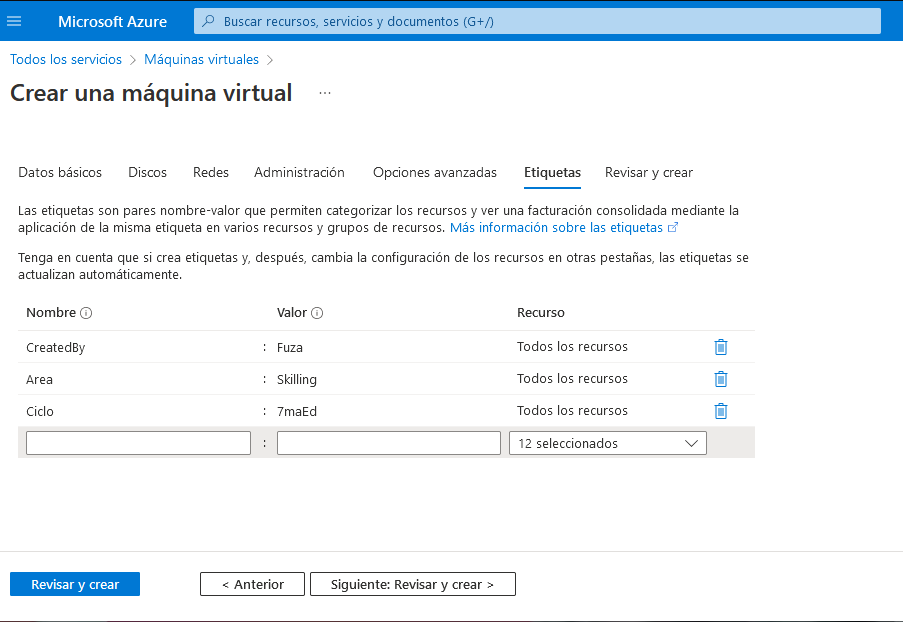 Microsoft Azure
Buscar recursos, servicios y documentos (G+/)
Todos los servicios > Máquinas virtuales >
Crear una máquina virtual ...
Datos básicos Discos Redes Administración Opciones avanzadas Etiquetas Revisar y crear
Las etiquetas son pares nombre-valor que permiten categorizar los recursos y ver una facturación consolidada mediante la
aplicación de la misma etiqueta en varios recursos y grupos de recursos. Más información sobre las etiquetas
Tenga en cuenta que si crea etiquetas y, después, cambia la configuración de los recursos en otras pestañas, las etiquetas se
actualizan automáticamente.
Nombre Valor Recurso
CreatedBy : Fuza Todos los recursos
Area : Skilling Todos los recursos
Ciclo : 7maEd Todos los recursos
: 12 seleccionados
Revisar y crear < Anterior Siguiente: Revisar y crear >